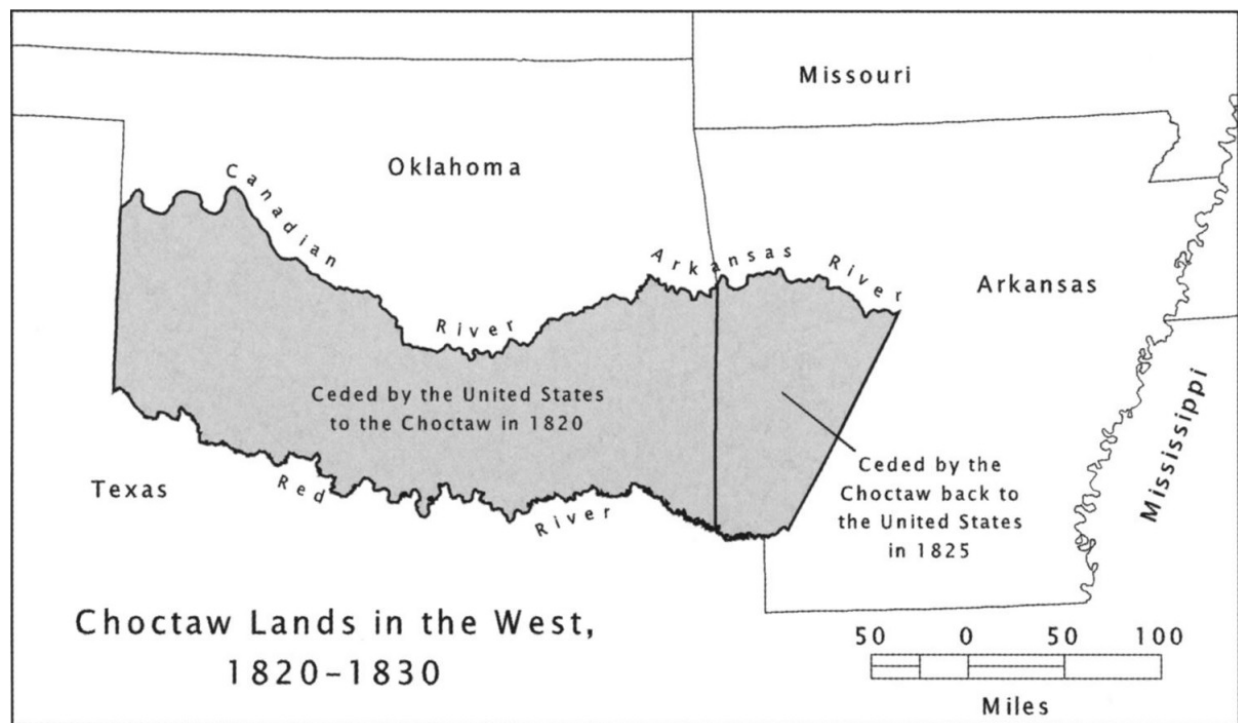 Missouri
Oklahoma
Canadian
River
Arkansas River
Arkansas
Mississippi
Ceded by the United States
to the Choctaw in 1820
Ceded by the
Choctaw back to
the United States
in 1825
Texas
Red
River
Choctaw Lands in the West,
1820–1830
50 0 50 100
Miles